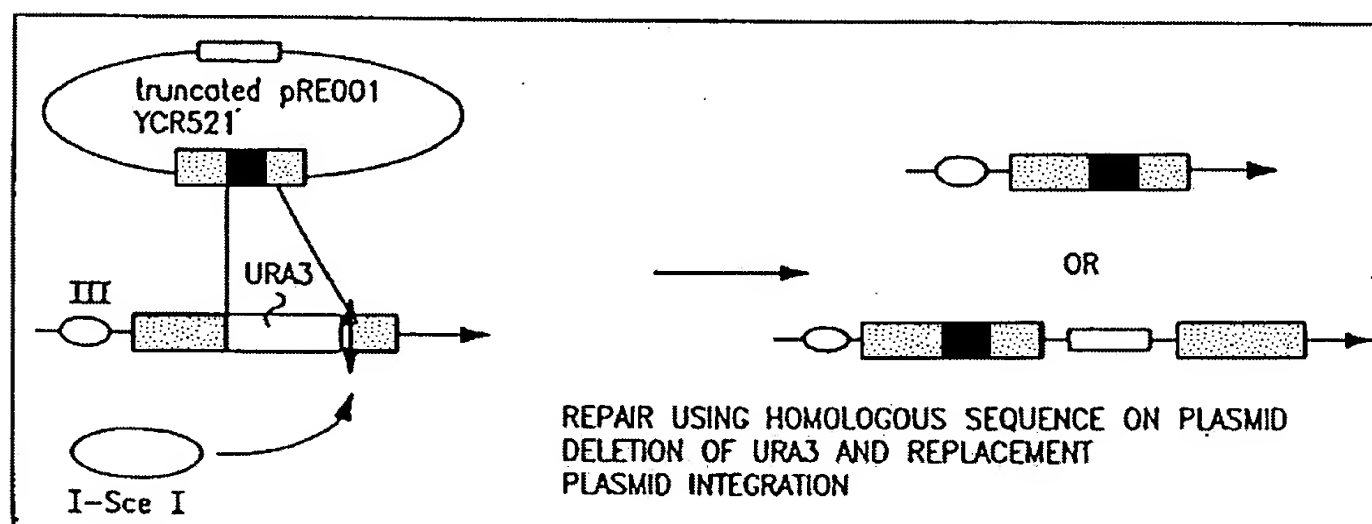 truncated pRE001
YCR521'
URA3
III
OR
I-Sce I
REPAIR USING HOMOLOGOUS SEQUENCE ON PLASMID
DELETION OF URA3 AND REPLACEMENT
PLASMID INTEGRATION